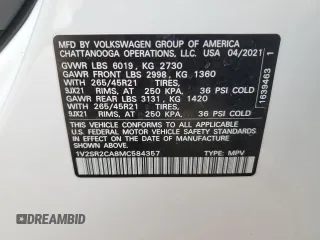 MFD. BY VOLKSWAGEN GROUP OF AMERICA
CHATTANOOGA OPERATIONS, LLC. USA 04/2021
GVWR LBS 6019, KG 2730
GAWR FRONT LBS 2998, KG 1360
WITH 265/45R21 TIRES,
9JX21 RIMS, AT 250 KPA, 36 PSI COLD
GAWR REAR LBS 3131, KG 1420
WITH 265/45R21 TIRES,
9JX21 RIMS, AT 250 KPA, 36 PSI COLD
THIS VEHICLE CONFORMS TO ALL APPLICABLE
U.S. FEDERAL MOTOR VEHICLE SAFETY STANDARDS
IN EFFECT ON THE DATE OF MANUFACTURE
SHOWN ABOVE.
1V2SR2CA8MC584357 TYPE: MPV
1639463 1
© AutoBidMaster